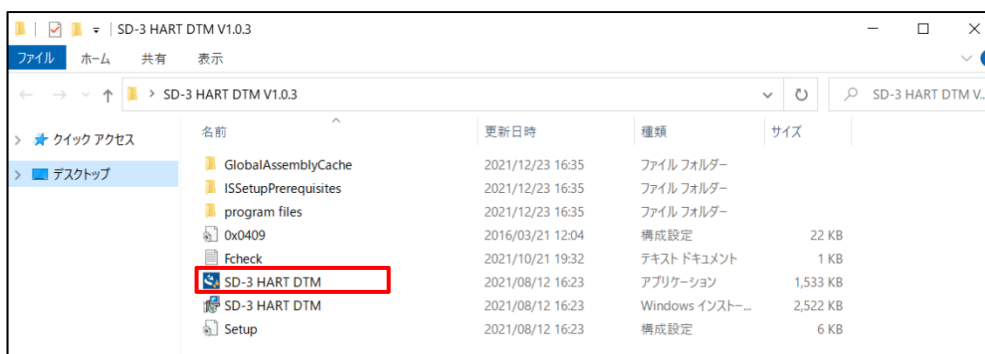 SD-3 HART DTM V1.0.3
ファイル ホーム 共有 表示
SD-3 HART DTM V1.0.3 SD-3 HART DTM V...
クイック アクセス
デスクトップ
名前 更新日時 種類 サイズ
GlobalAssemblyCache 2021/12/23 16:35 ファイル フォルダー
ISSetupPrerequisites 2021/12/23 16:35 ファイル フォルダー
program files 2021/12/23 16:35 ファイル フォルダー
0x0409 2016/03/21 12:04 構成設定 22 KB
Fcheck 2021/10/21 19:32 テキスト ドキュメント 1 KB
SD-3 HART DTM 2021/08/12 16:23 アプリケーション 1,533 KB
SD-3 HART DTM 2021/08/12 16:23 Windows インストー... 2,522 KB
Setup 2021/08/12 16:23 構成設定 6 KB